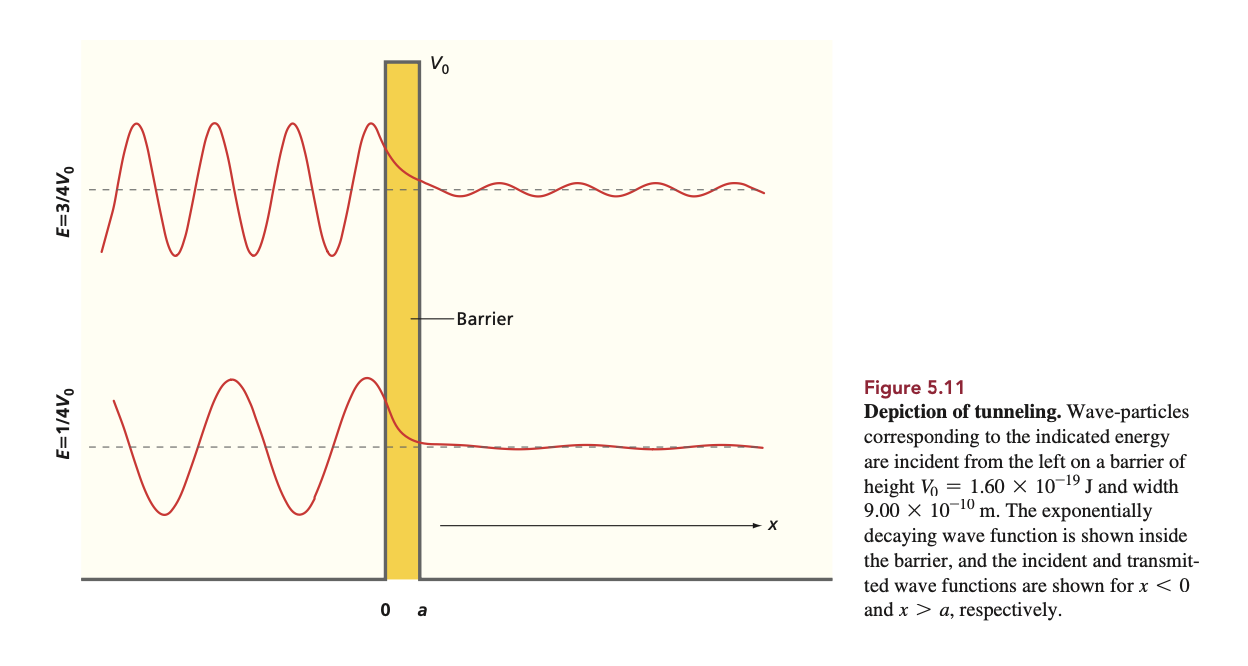 V₀
E=3/4V₀
Barrier
E=1/4V₀
x
0 a
Figure 5.11
Depiction of tunneling. Wave-particles
corresponding to the indicated energy
are incident from the left on a barrier of
height V₀ = 1.60 × 10⁻¹⁹ J and width
9.00 × 10⁻¹⁰ m. The exponentially
decaying wave function is shown inside
the barrier, and the incident and transmit-
ted wave functions are shown for x < 0
and x > a, respectively.